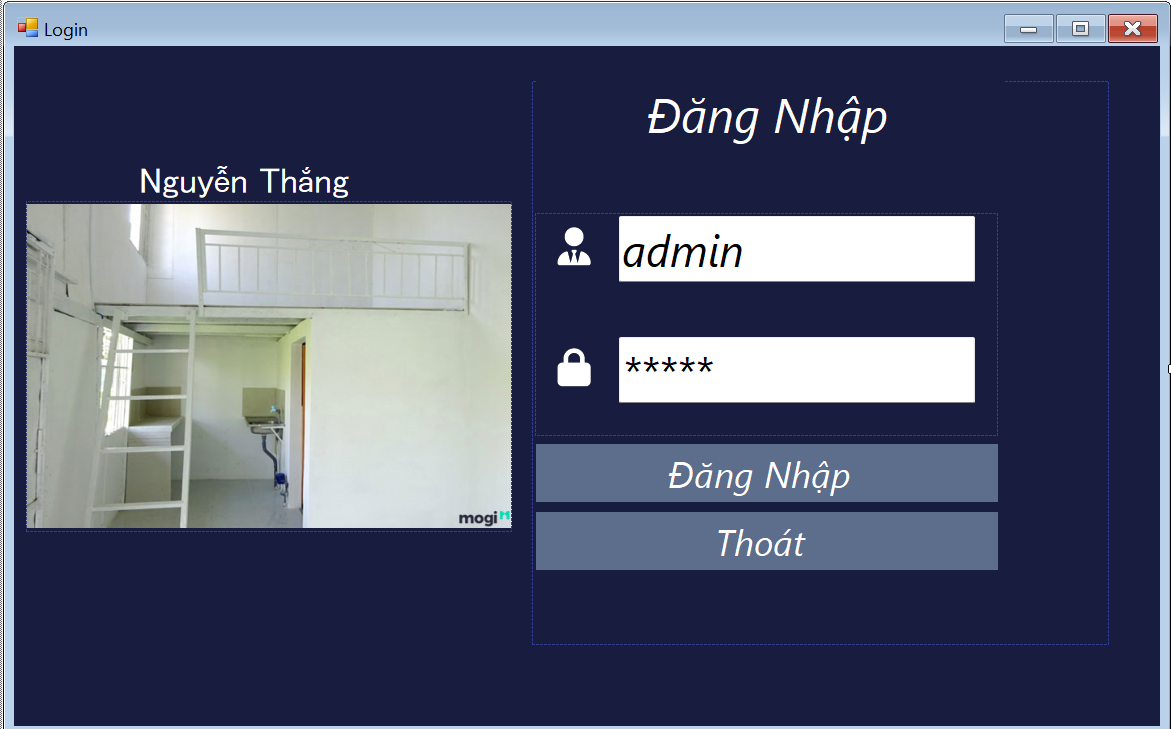 Login
Đăng Nhập
Nguyễn Thắng
admin
*****
mogi
Đăng Nhập
Thoát